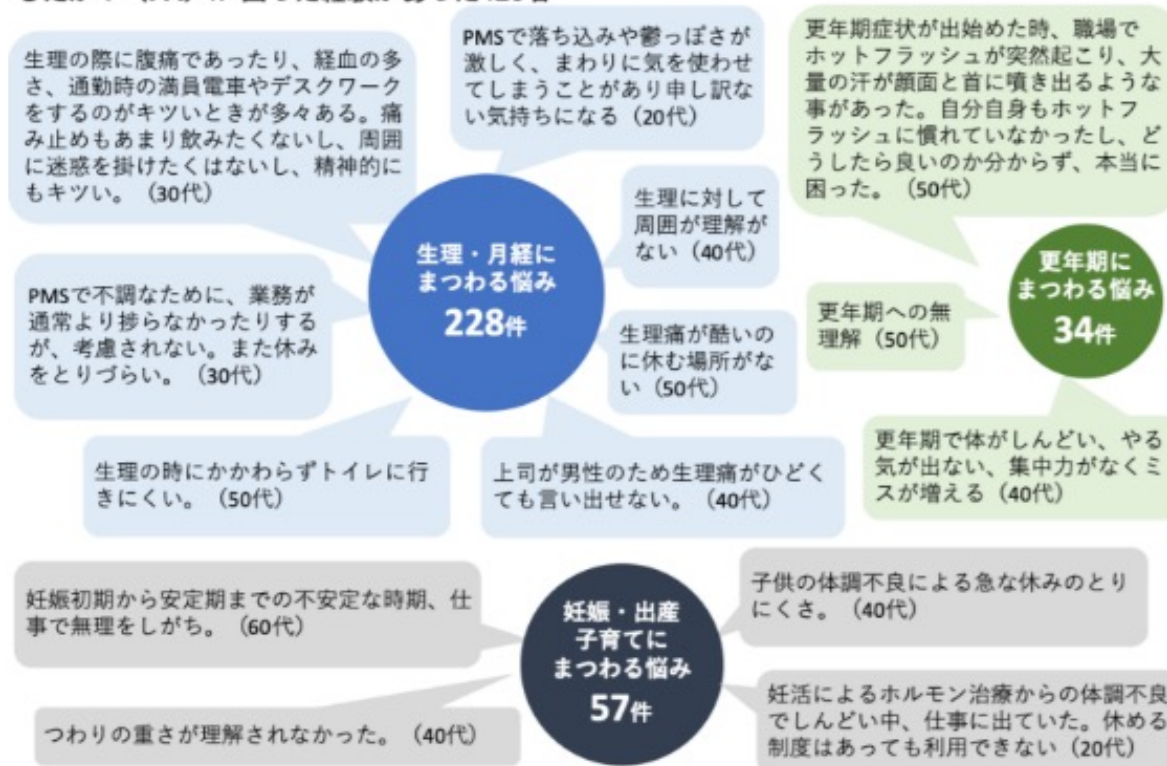 生理の際に腹痛であったり、経血の多
さ、通勤時の満員電車やデスクワーク
をするのがキツいときが多々ある。痛
み止めもあまり飲みたくないし、周囲
に迷惑を掛けたくはないし、精神的に
もキツい。（30代）
PMSで落ち込みや鬱っぽさが
激しく、まわりに気を使わせ
てしまうことがあり申し訳な
い気持ちになる（20代）
更年期症状が出始めた時、職場で
ホットフラッシュが突然起こり、大
量の汗が顔面と首に噴き出るような
事があった。自分自身もホットフ
ラッシュに慣れていなかったし、ど
うしたら良いのか分からず、本当に
困った。（50代）
生理に対して
周囲が理解が
ない（40代）
生理・月経に
まつわる悩み
228件
更年期に
まつわる悩み
34件
PMSで不調なために、業務が
通常より捗らなかったりする
が、考慮されない。また休み
をとりづらい。（30代）
生理痛が酷いの
に休む場所がな
い（50代）
更年期への無
理解（50代）
生理の時にかかわらずトイレに行
きにくい。（50代）
上司が男性のため生理痛がひどく
ても言い出せない。（40代）
更年期で体がしんどい、やる
気が出ない、集中力がなくミ
スが増える（40代）
妊娠初期から安定期までの不安定な時期、仕
事で無理をしがち。（60代）
妊娠・出産
子育てに
まつわる悩み
57件
子供の体調不良による急な休みのとり
にくさ。（40代）
つわりの重さが理解されなかった。（40代）
妊活によるホルモン治療からの体調不良
でしんどい中、仕事に出ていた。休める
制度はあっても利用できない（20代）